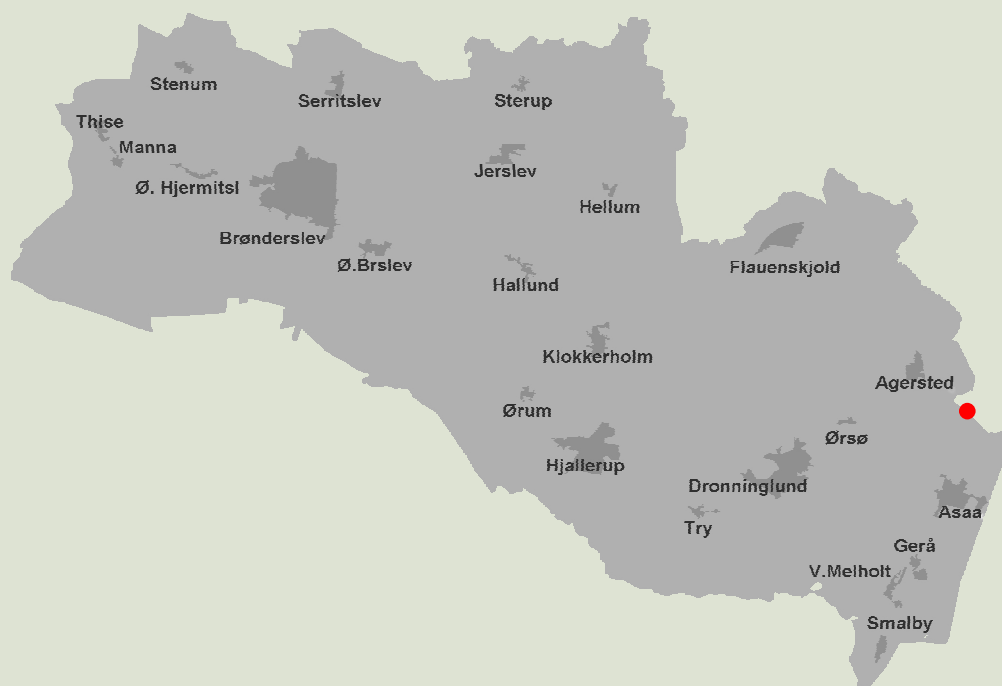 Stenum
Serritslev
Sterup
Thise
Manna
Jerslev
Ø. Hjermitsl
Hellum
Brønderslev
Ø.Brslev
Flauenskjold
Hallund
Klokkerholm
Agersted
Ørum
Ørsø
Hjallerup
Dronninglund
Asaa
Try
Gerå
V.Melholt
Smalby